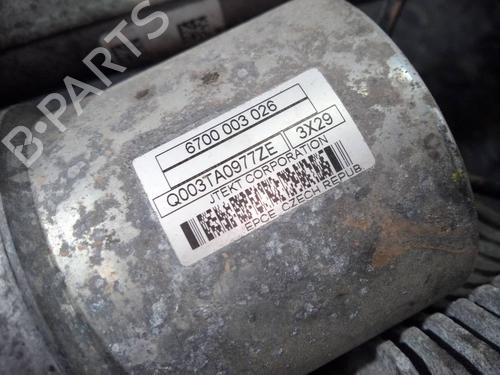 B-PARTS
6700 003 026
Q003TA0977ZE 3X29
JTEKT CORPORATION
EPCE, CZECH REPUB